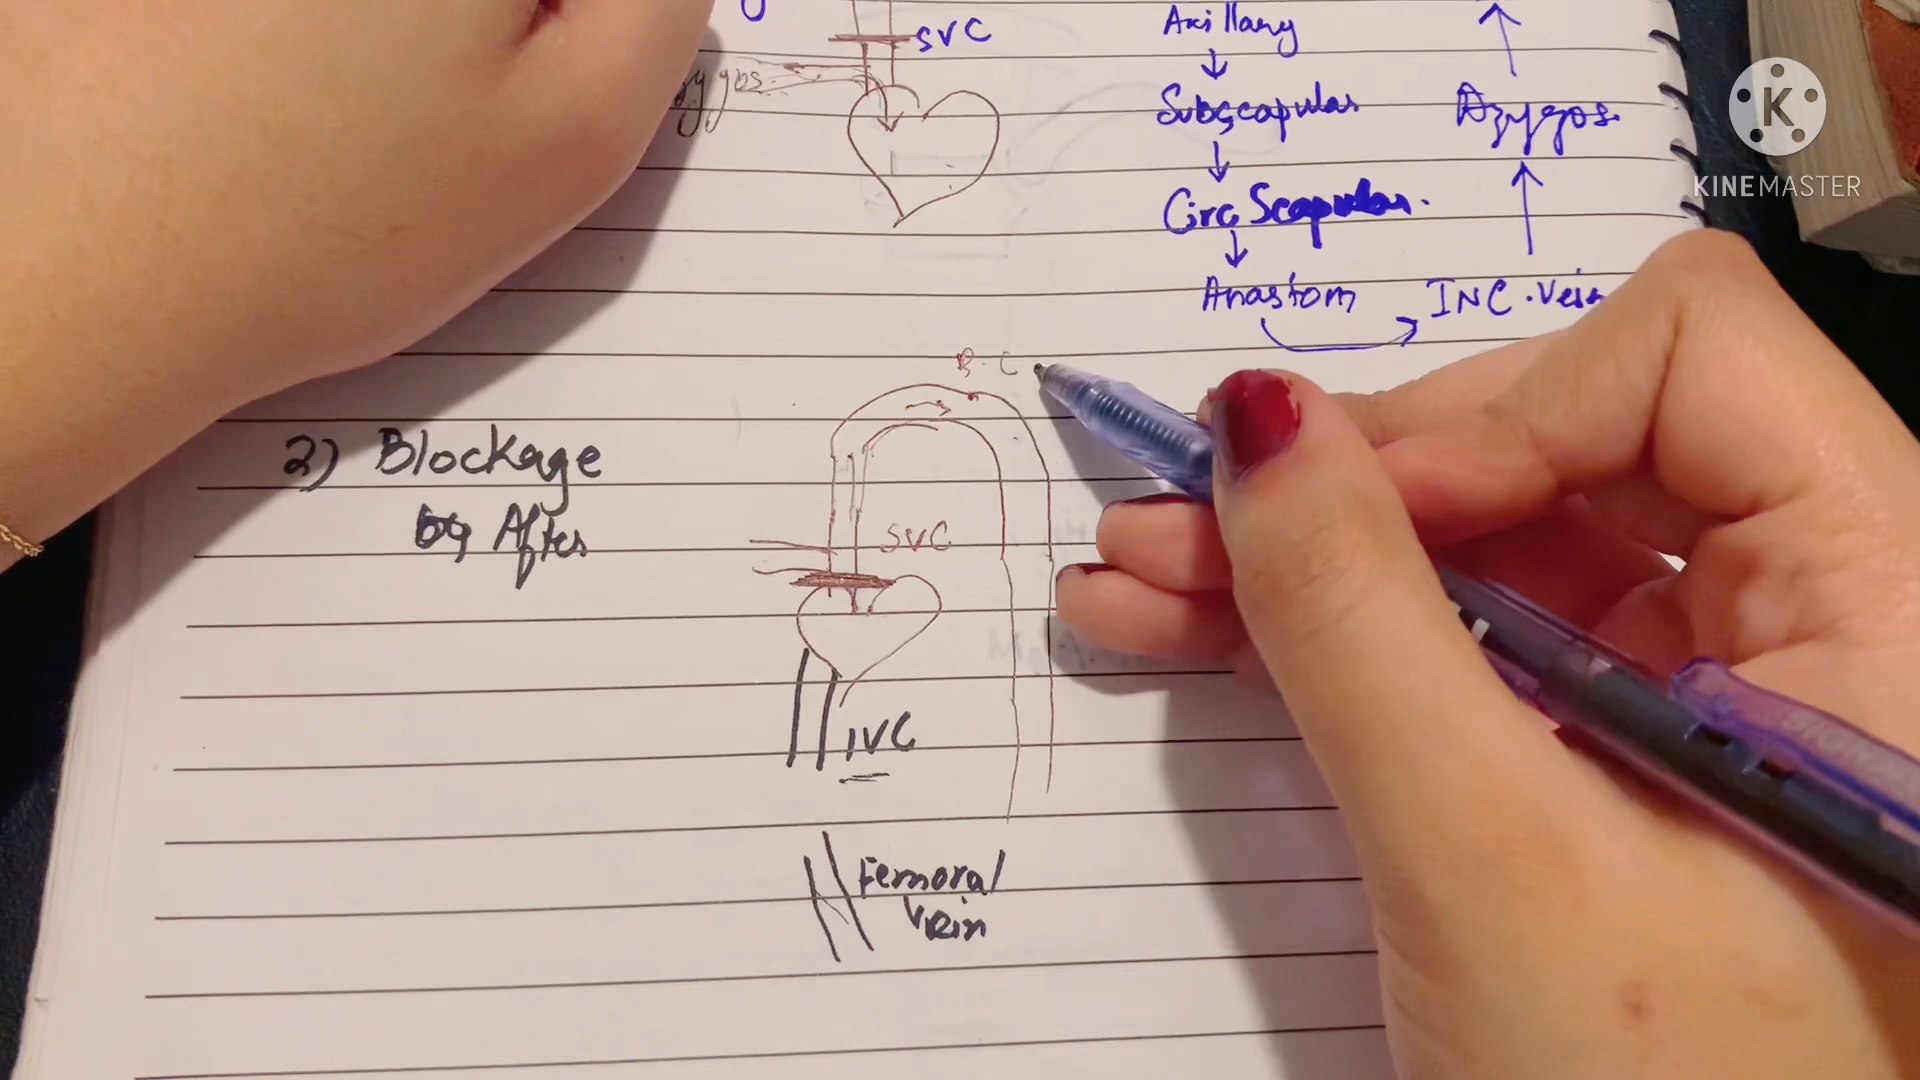 SVC
Axillary
Subscapular
Azygos.
KINEMASTER
Circ Scapular.
Anastom
INC. Vein
B. C
2) Blockage
After
SVC
IVC
Femoral
Vein